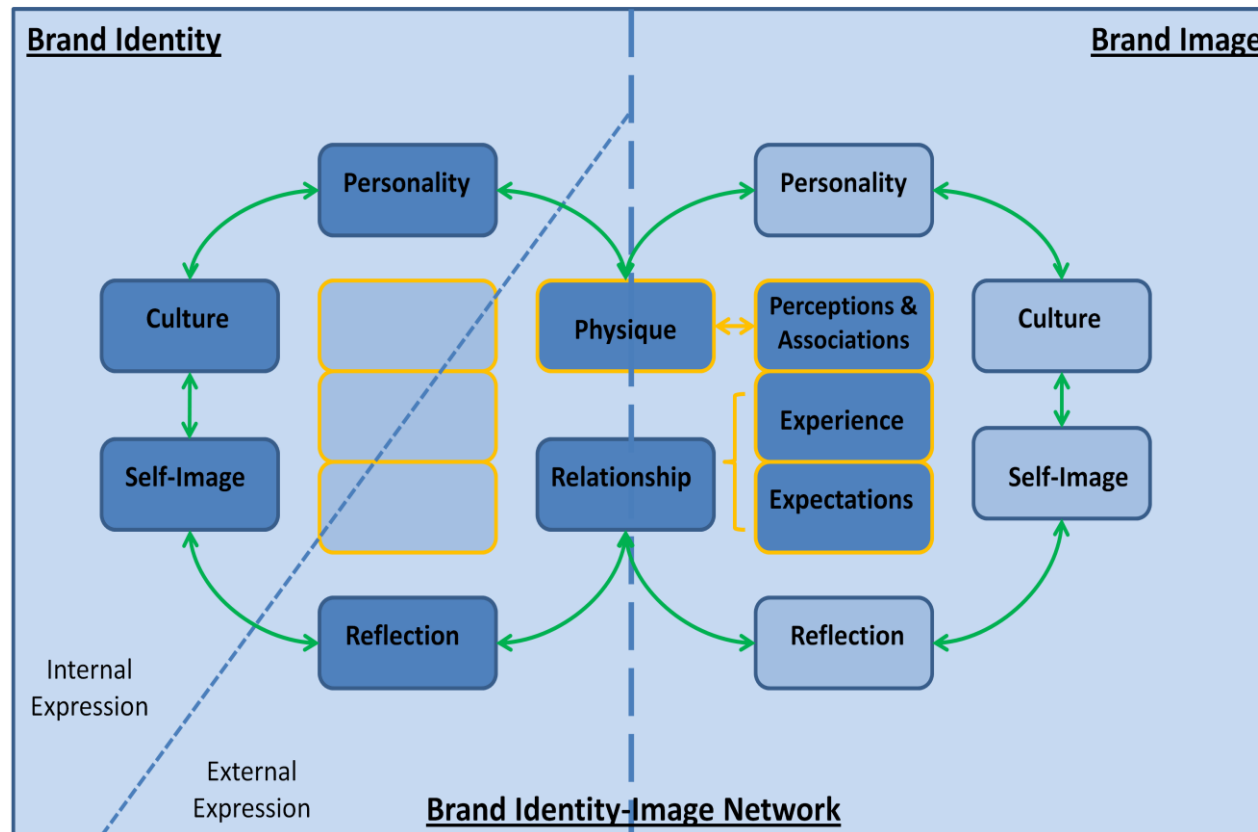 Brand Identity
Brand Image
Personality
Personality
Culture
Physique
Perceptions &
Associations
Culture
Experience
Self-Image
Relationship
Expectations
Self-Image
Reflection
Reflection
Internal
Expression
External
Expression
Brand Identity-Image Network